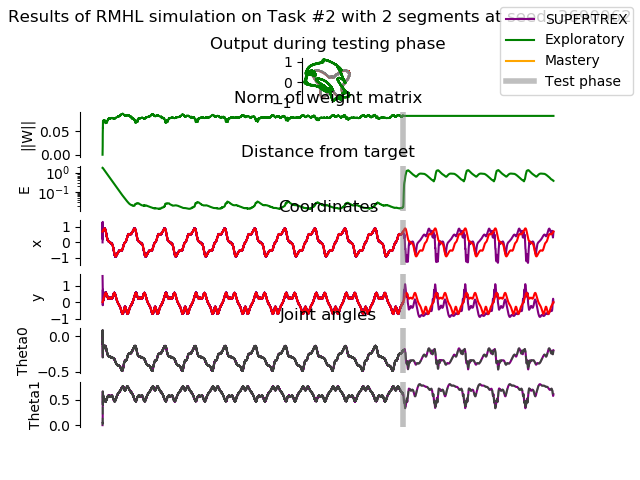 Results of RMHL simulation on Task #2 with 2 segments at
SUPERTREX
Exploratory
Mastery
Test phase
Output during testing phase
1
0
−1
Norm of weight matrix
||W||
0.05
0.00
Distance from target
E
10⁰
10⁻¹
Coordinates
x
1
0
−1
y
1
0
−1
Joint angles
Theta0
0.0
−0.5
Theta1
0.5
0.0